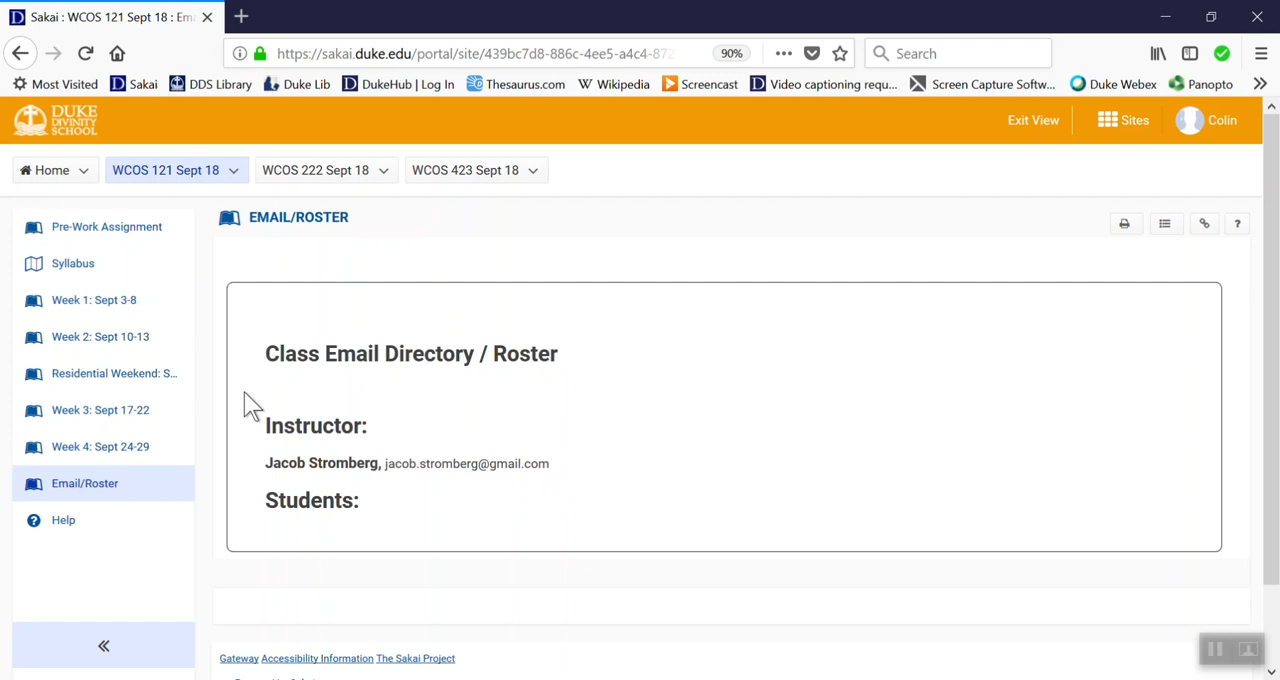 Sakai : WCOS 121 Sept 18 : Em
https://sakai.duke.edu/portal/site/439bc7d8-886c-4ee5-a4c4-872
90%
Search
Most Visited Sakai DDS Library Duke Lib DukeHub | Log In Thesaurus.com Wikipedia Screencast Video captioning requ... Screen Capture Softw... Duke Webex Panopto
DUKE
DIVINITY
SCHOOL
Exit View Sites Colin
Home WCOS 121 Sept 18 WCOS 222 Sept 18 WCOS 423 Sept 18
Pre-Work Assignment
Syllabus
Week 1: Sept 3-8
Week 2: Sept 10-13
Residential Weekend: S...
Week 3: Sept 17-22
Week 4: Sept 24-29
Email/Roster
Help
EMAIL/ROSTER
Class Email Directory / Roster
Instructor:
Jacob Stromberg, jacob.stromberg@gmail.com
Students:
Gateway Accessibility Information The Sakai Project